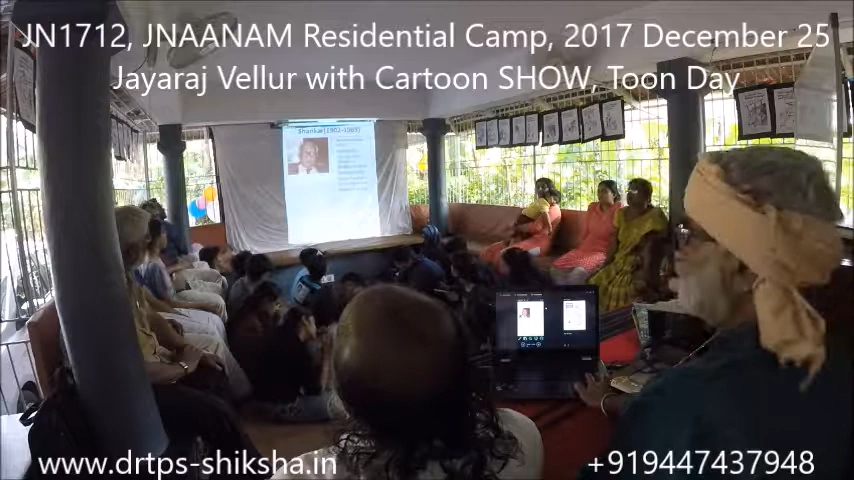 JN1712, JNAANAM Residential Camp, 2017 December 25
Jayaraj Vellur with Cartoon SHOW, Toon Day
Shankar(1902-1989)
www.drtps-shiksha.in
+919447437948